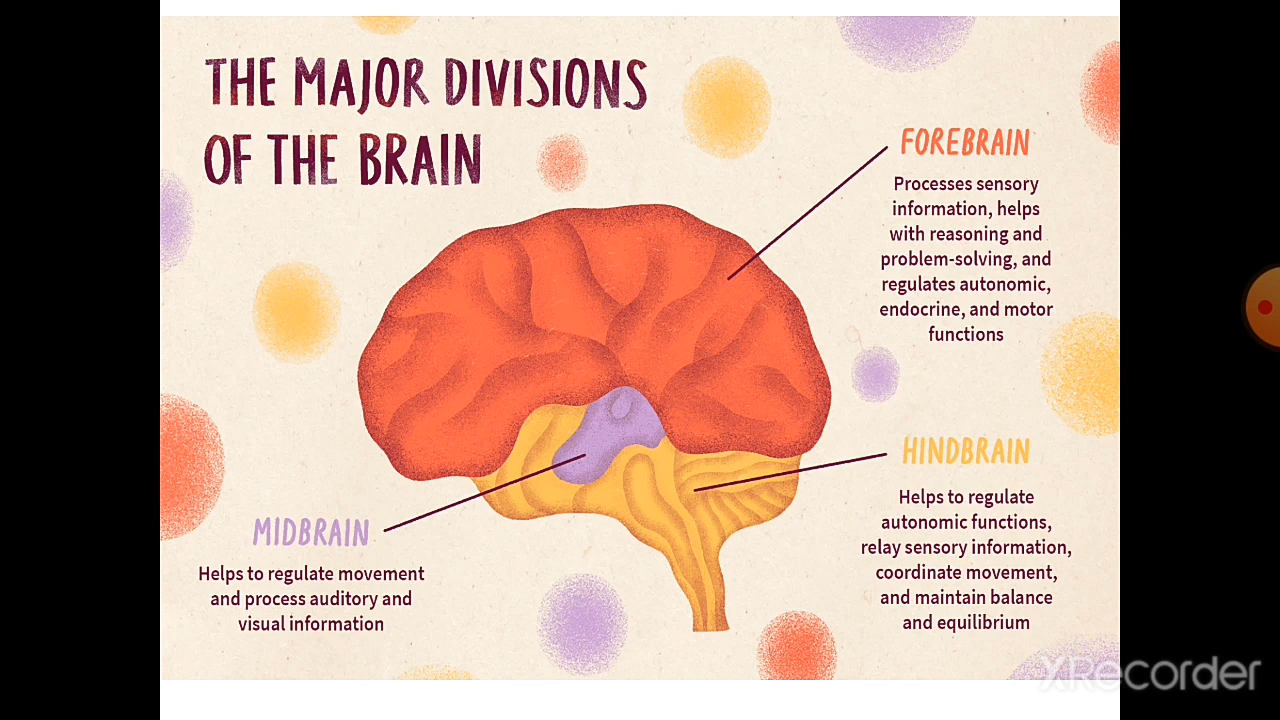 THE MAJOR DIVISIONS
OF THE BRAIN
FOREBRAIN
Processes sensory
information, helps
with reasoning and
problem-solving, and
regulates autonomic,
endocrine, and motor
functions
HINDBRAIN
Helps to regulate
autonomic functions,
relay sensory information,
coordinate movement,
and maintain balance
and equilibrium
MIDBRAIN
Helps to regulate movement
and process auditory and
visual information
XRecorder